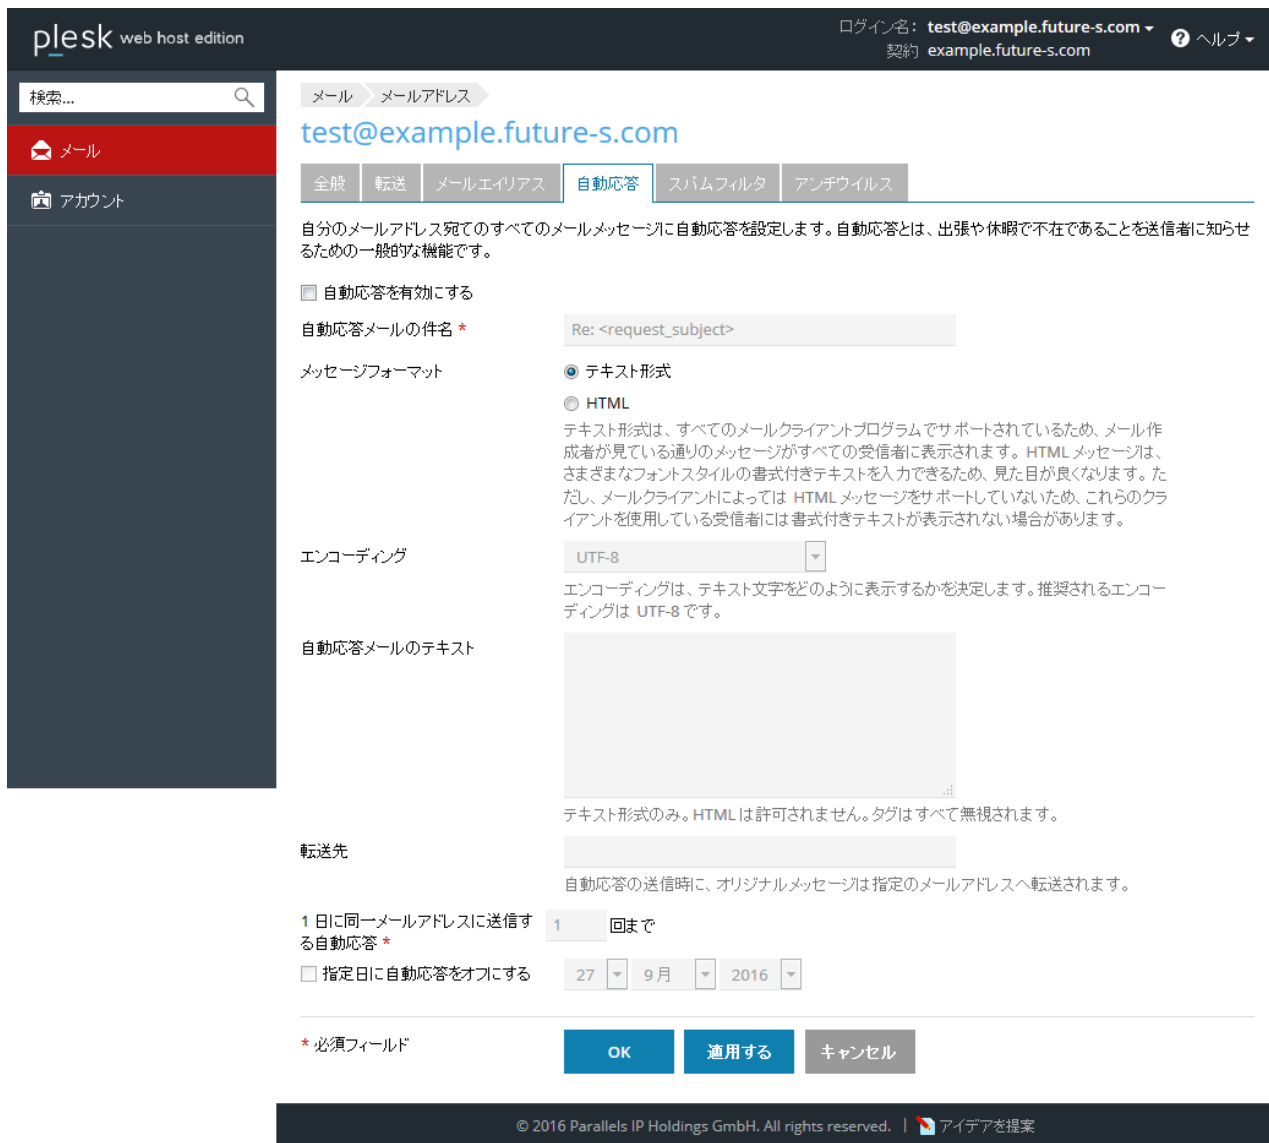 plesk web host edition
ログイン名: test@example.future-s.com
契約 example.future-s.com
ヘルプ
検索...
メール
アカウント
メール
メールアドレス
test@example.future-s.com
全般
転送
メールエイリアス
自動応答
スパムフィルタ
アンチウイルス
自分のメールアドレス宛てのすべてのメールメッセージに自動応答を設定します。自動応答とは、出張や休暇で不在であることを送信者に知らせ
るための一般的な機能です。
自動応答を有効にする
自動応答メールの件名 *
Re: <request_subject>
メッセージフォーマット
テキスト形式
HTML
テキスト形式は、すべてのメールクライアントプログラムでサポートされているため、メール作
成者が見ている通りのメッセージがすべての受信者に表示されます。HTML メッセージは、
さまざまなフォントスタイルの書式付きテキストを入力できるため、見た目が良くなります。た
だし、メールクライアントによっては HTML メッセージをサポートしていないため、これらのクラ
イアントを使用している受信者には書式付きテキストが表示されない場合があります。
エンコーディング
UTF-8
エンコーディングは、テキスト文字をどのように表示するかを決定します。推奨されるエンコー
ディングは UTF-8 です。
自動応答メールのテキスト
テキスト形式のみ。HTML は許可されません。タグはすべて無視されます。
転送先
自動応答の送信時に、オリジナルメッセージは指定のメールアドレスへ転送されます。
1 日に同一メールアドレスに送信す
る自動応答 *
1 回まで
指定日に自動応答をオフにする
27 9月 2016
* 必須フィールド
OK
適用する
キャンセル
© 2016 Parallels IP Holdings GmbH. All rights reserved. | アイデアを提案